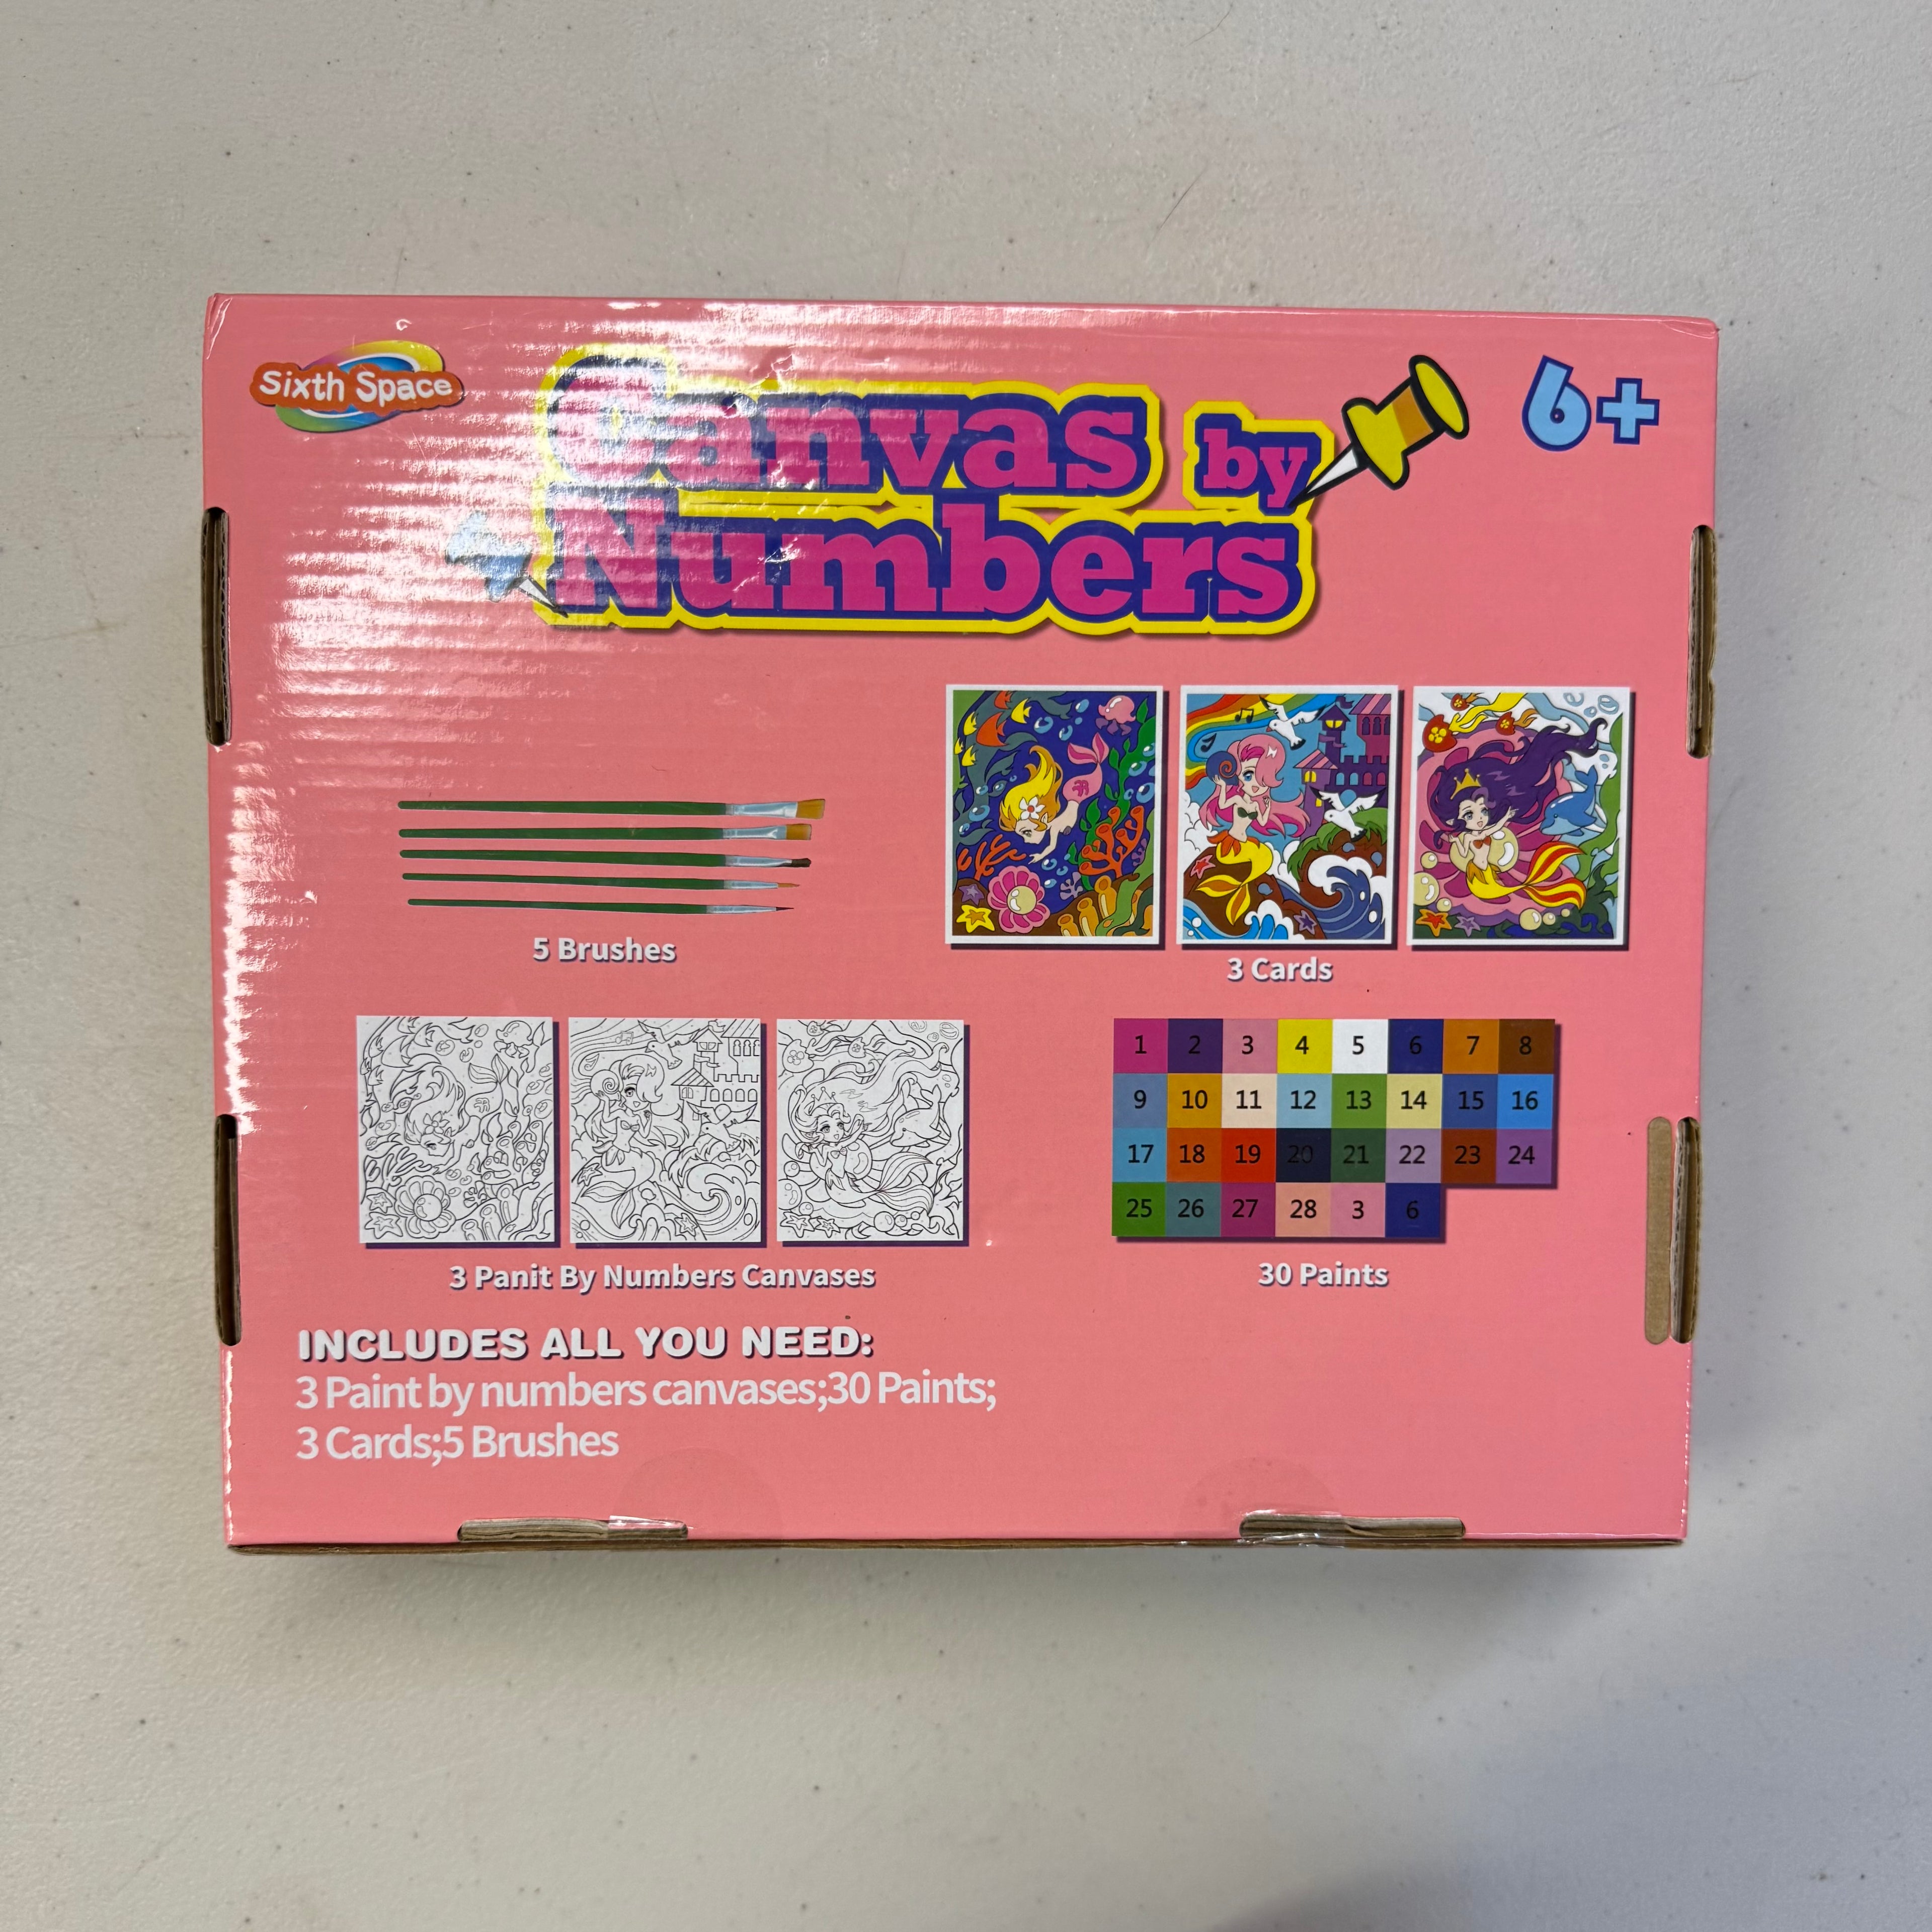 Sixth Space
Canvas by
Numbers
6+
5 Brushes
3 Cards
3 Panit By Numbers Canvases
1 2 3 4 5 6 7 8
9 10 11 12 13 14 15 16
17 18 19 20 21 22 23 24
25 26 27 28 3 6
30 Paints
INCLUDES ALL YOU NEED:
3 Paint by numbers canvases;30 Paints;
3 Cards;5 Brushes